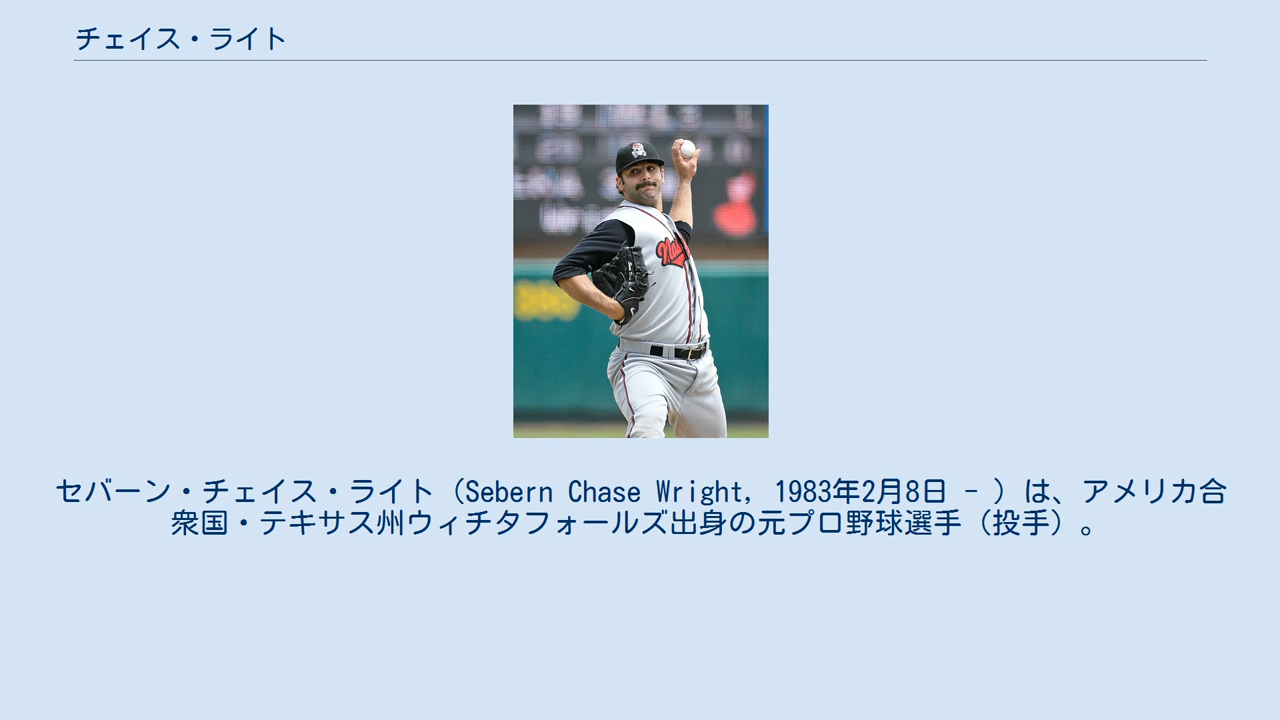 チェイス・ライト
セバーン・チェイス・ライト（Sebern Chase Wright, 1983年2月8日 - ）は、アメリカ合
衆国・テキサス州ウィチタフォールズ出身の元プロ野球選手（投手）。